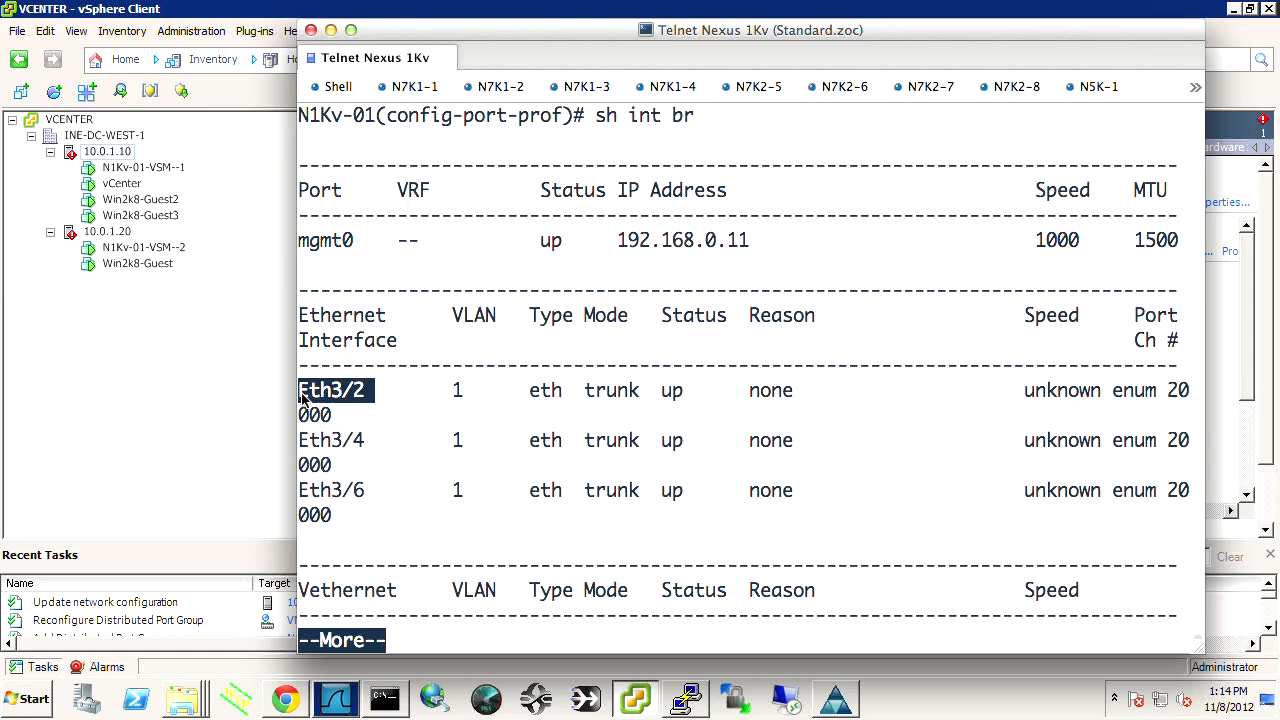 VCENTER - vSphere Client
File Edit View Inventory Administration Plug-ins He
Home Inventory Ho
VCENTER
INE-DC-WEST-1
10.0.1.10
N1Kv-01-VSM--1
vCenter
Win2k8-Guest2
Win2k8-Guest3
10.0.1.20
N1Kv-01-VSM--2
Win2k8-Guest
Telnet Nexus 1Kv (Standard.zoc)
Telnet Nexus 1Kv
Shell N7K1-1 N7K1-2 N7K1-3 N7K1-4 N7K2-5 N7K2-6 N7K2-7 N7K2-8 N5K-1 »
N1Kv-01(config-port-prof)# sh int br
--------------------------------------------------------------------------------
Port VRF Status IP Address Speed MTU
--------------------------------------------------------------------------------
mgmt0 -- up 192.168.0.11 1000 1500
--------------------------------------------------------------------------------
Ethernet VLAN Type Mode Status Reason Speed Port
Interface Ch #
--------------------------------------------------------------------------------
Eth3/2 1 eth trunk up none unknown enum 20
000
Eth3/4 1 eth trunk up none unknown enum 20
000
Eth3/6 1 eth trunk up none unknown enum 20
000
--------------------------------------------------------------------------------
Vethernet VLAN Type Mode Status Reason Speed
--------------------------------------------------------------------------------
--More--
1
ardware
operties...
... Pro
Recent Tasks
Clear
Name Target
Update network configuration 10
Reconfigure Distributed Port Group V
Tasks Alarms
Administrator
Start
1:14 PM
11/8/2012